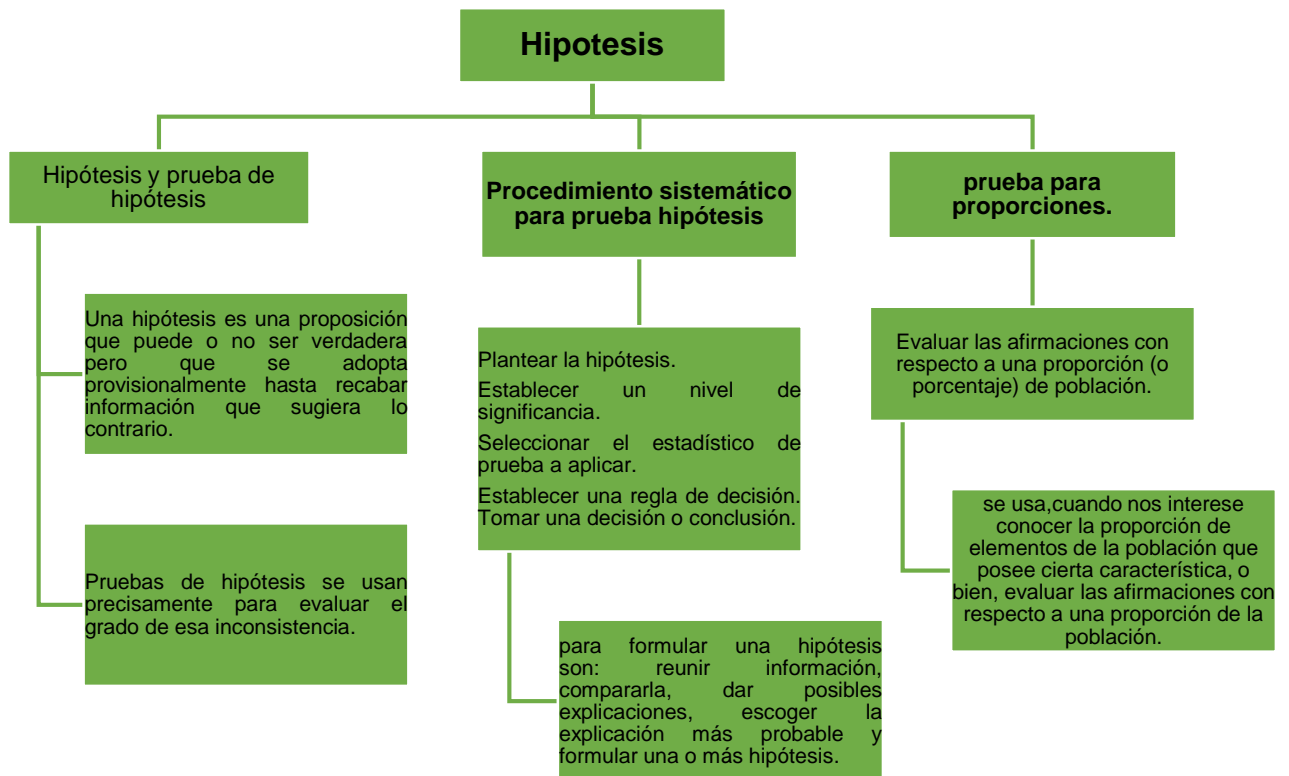 Hipotesis
Hipótesis y prueba de
hipótesis
Una hipótesis es una proposición
que puede o no ser verdadera
pero que se adopta
provisionalmente hasta recabar
información que sugiera lo
contrario.
Pruebas de hipótesis se usan
precisamente para evaluar el
grado de esa inconsistencia.
Procedimiento sistemático
para prueba hipótesis
Plantear la hipótesis.
Establecer un nivel de
significancia.
Seleccionar el estadístico de
prueba a aplicar.
Establecer una regla de decisión.
Tomar una decisión o conclusión.
para formular una hipótesis
son: reunir información,
compararla, dar posibles
explicaciones, escoger la
explicación más probable y
formular una o más hipótesis.
prueba para
proporciones.
Evaluar las afirmaciones con
respecto a una proporción (o
porcentaje) de población.
se usa,cuando nos interese
conocer la proporción de
elementos de la población que
posee cierta característica, o
bien, evaluar las afirmaciones con
respecto a una proporción de la
población.